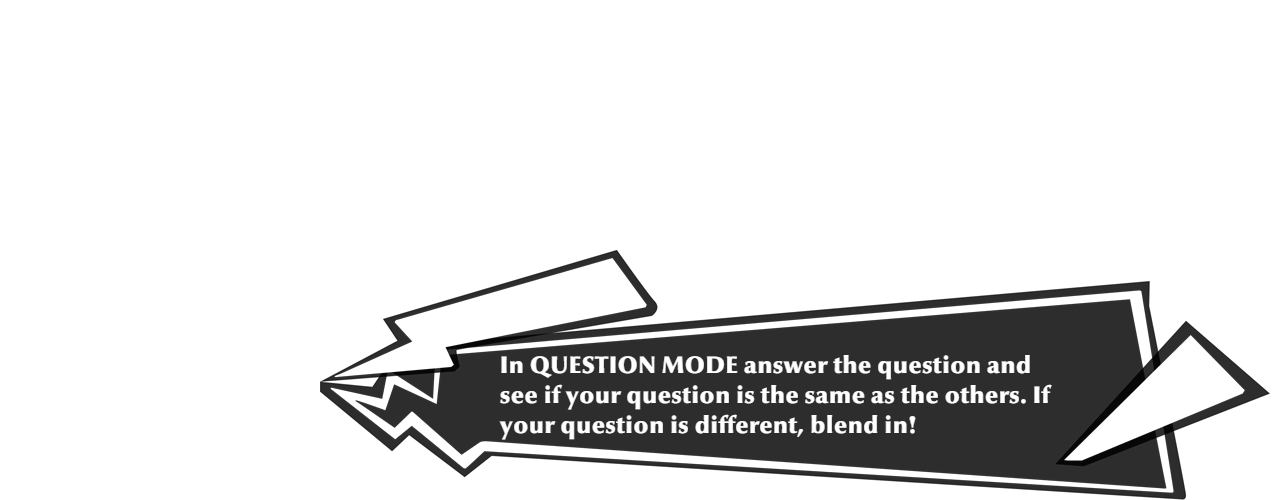 In QUESTION MODE answer the question and
see if your question is the same as the others. If
your question is different, blend in!